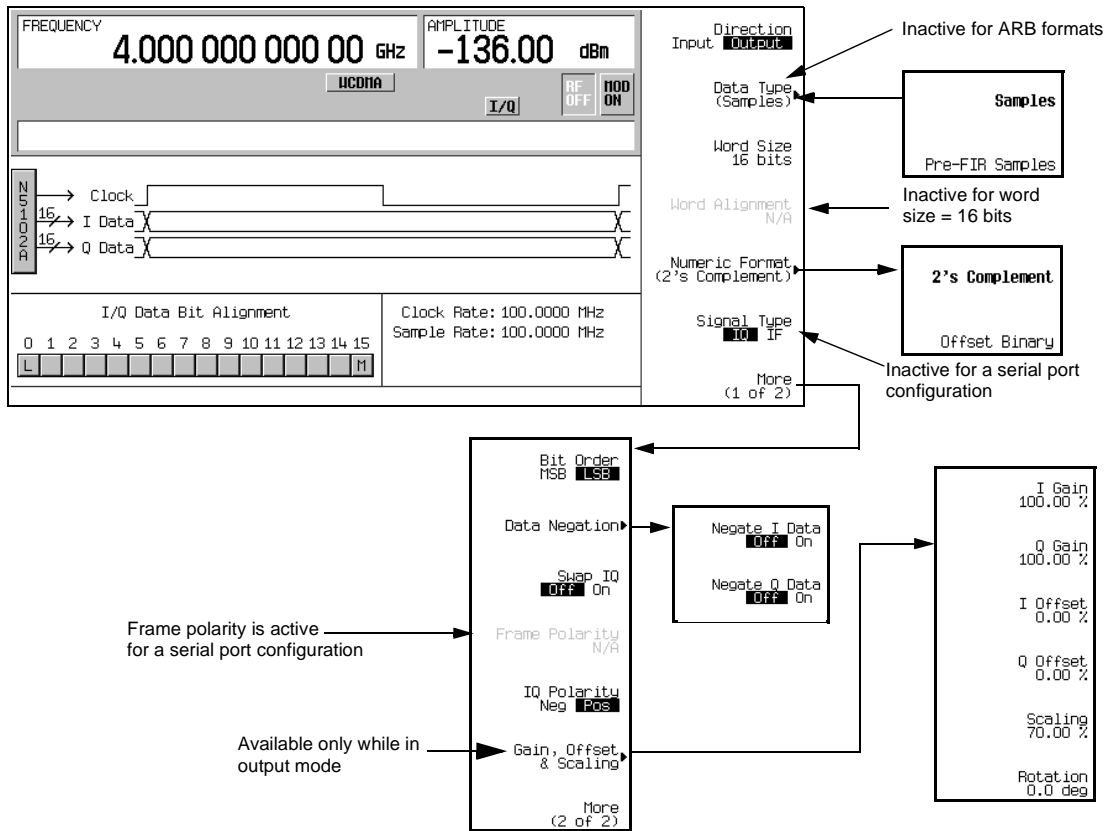 FREQUENCY
4.000 000 000 00 GHz
AMPLITUDE
-136.00 dBm
WCDMA
I/Q
RF OFF
MOD ON
N5102A
Clock
16 I Data
16 Q Data
I/Q Data Bit Alignment
0 1 2 3 4 5 6 7 8 9 10 11 12 13 14 15
L M
Clock Rate: 100.0000 MHz
Sample Rate: 100.0000 MHz
Direction
Input Output
Data Type
(Samples)
Word Size
16 bits
Word Alignment
N/A
Numeric Format
(2's Complement)
Signal Type
IQ IF
More
(1 of 2)
Inactive for ARB formats
Samples
Pre-FIR Samples
Inactive for word
size = 16 bits
2's Complement
Offset Binary
Inactive for a serial port
configuration
Bit Order
MSB LSB
Data Negation
Swap IQ
Off On
Frame Polarity
N/A
IQ Polarity
Neg Pos
Gain, Offset
& Scaling
More
(2 of 2)
Negate I Data
Off On
Negate Q Data
Off On
Frame polarity is active
for a serial port configuration
Available only while in
output mode
I Gain
100.00 %
Q Gain
100.00 %
I Offset
0.00 %
Q Offset
0.00 %
Scaling
70.00 %
Rotation
0.0 deg